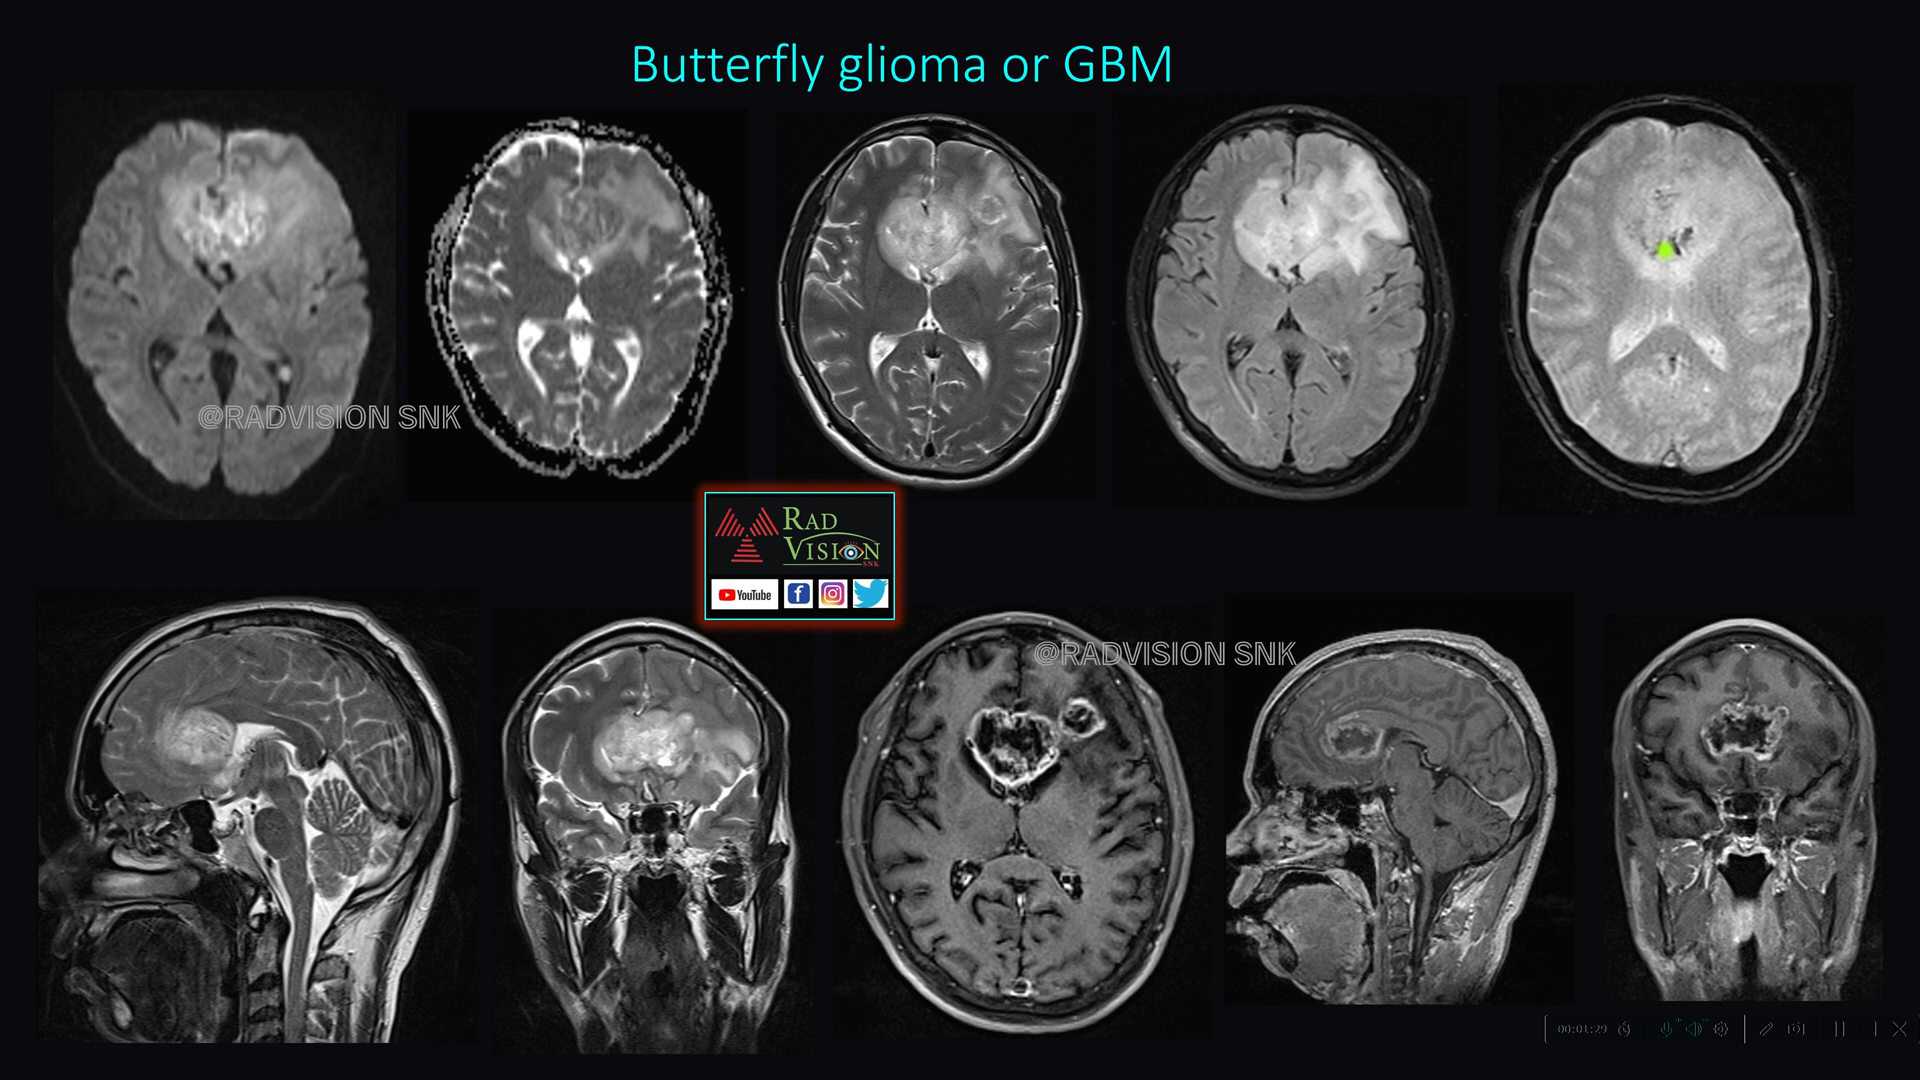 Butterfly glioma or GBM
@RADVISION SNK
RAD
VISION
SNK
YouTube
@RADVISION SNK
00:01:29